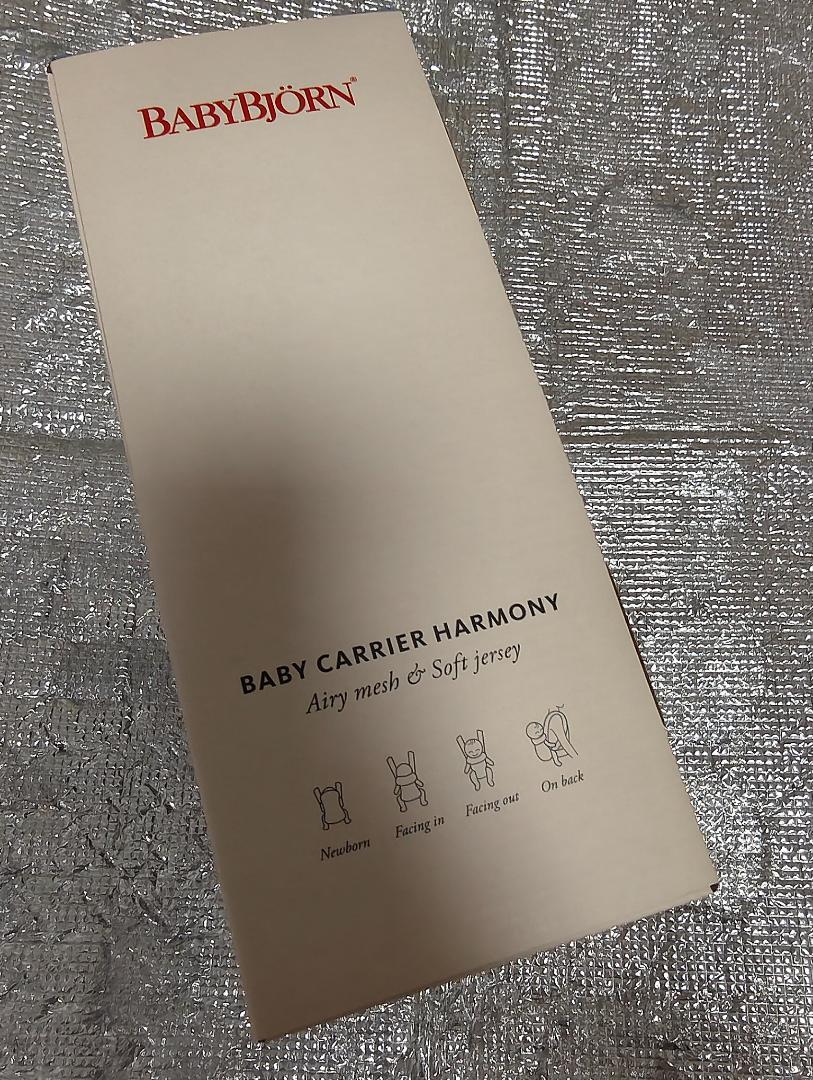 BABYBJÖRN®
BABY CARRIER HARMONY
Airy mesh & Soft jersey
Newborn
Facing in
Facing out
On back